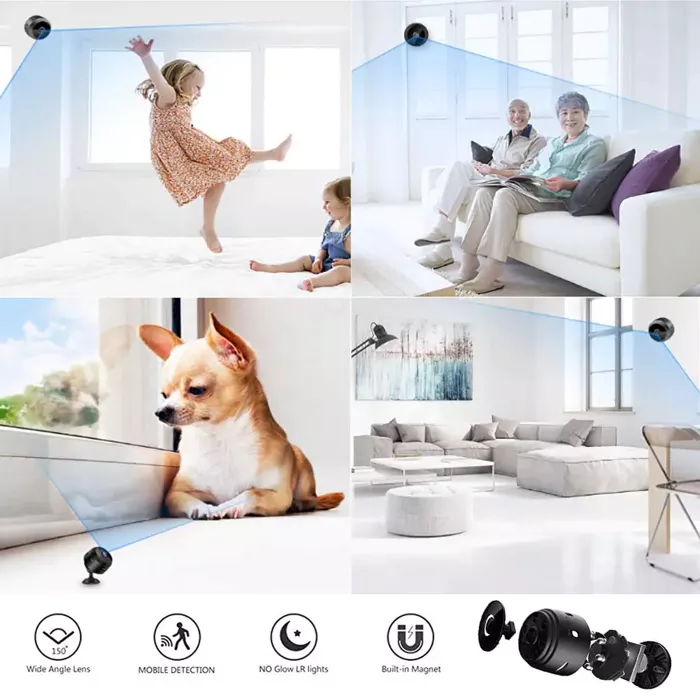 150°
Wide Angle Lens
MOBILE DETECTION
NO Glow LR lights
Built-in Magnet